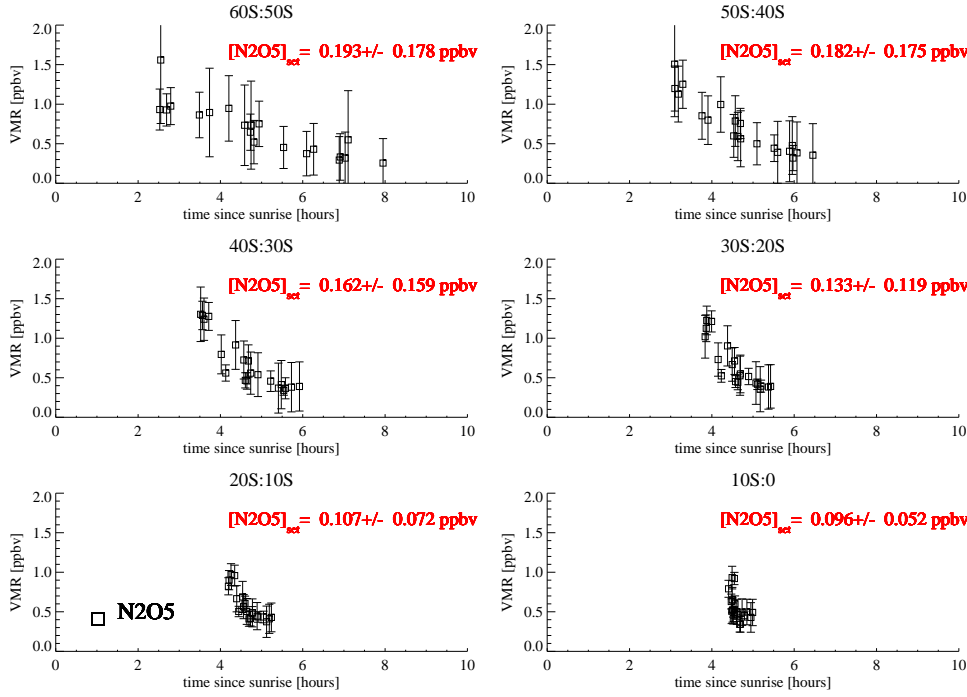 60S:50S
[N2O5]set= 0.193+/- 0.178 ppbv
VMR [ppbv]
2.0
1.5
1.0
0.5
0.0
0 2 4 6 8 10
time since sunrise [hours]
50S:40S
[N2O5]set= 0.182+/- 0.175 ppbv
VMR [ppbv]
2.0
1.5
1.0
0.5
0.0
0 2 4 6 8 10
time since sunrise [hours]
40S:30S
[N2O5]set= 0.162+/- 0.159 ppbv
VMR [ppbv]
2.0
1.5
1.0
0.5
0.0
0 2 4 6 8 10
time since sunrise [hours]
30S:20S
[N2O5]set= 0.133+/- 0.119 ppbv
VMR [ppbv]
2.0
1.5
1.0
0.5
0.0
0 2 4 6 8 10
time since sunrise [hours]
20S:10S
[N2O5]set= 0.107+/- 0.072 ppbv
VMR [ppbv]
2.0
1.5
1.0
0.5
0.0
N2O5
0 2 4 6 8 10
time since sunrise [hours]
10S:0
[N2O5]set= 0.096+/- 0.052 ppbv
VMR [ppbv]
2.0
1.5
1.0
0.5
0.0
0 2 4 6 8 10
time since sunrise [hours]